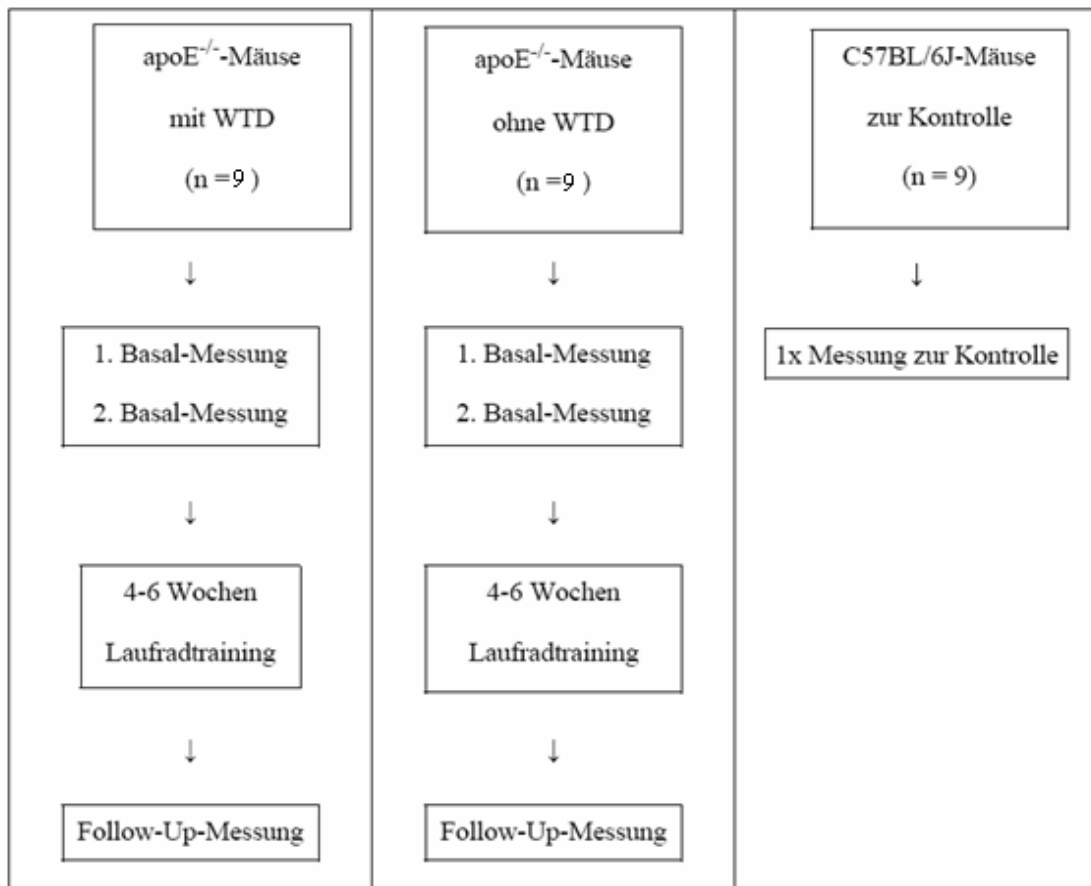 apoE-/--Mäuse
mit WTD
(n =9 )
↓
1. Basal-Messung
2. Basal-Messung
↓
4-6 Wochen
Laufradtraining
↓
Follow-Up-Messung
apoE-/--Mäuse
ohne WTD
(n =9 )
↓
1. Basal-Messung
2. Basal-Messung
↓
4-6 Wochen
Laufradtraining
↓
Follow-Up-Messung
C57BL/6J-Mäuse
zur Kontrolle
(n = 9)
↓
1x Messung zur Kontrolle